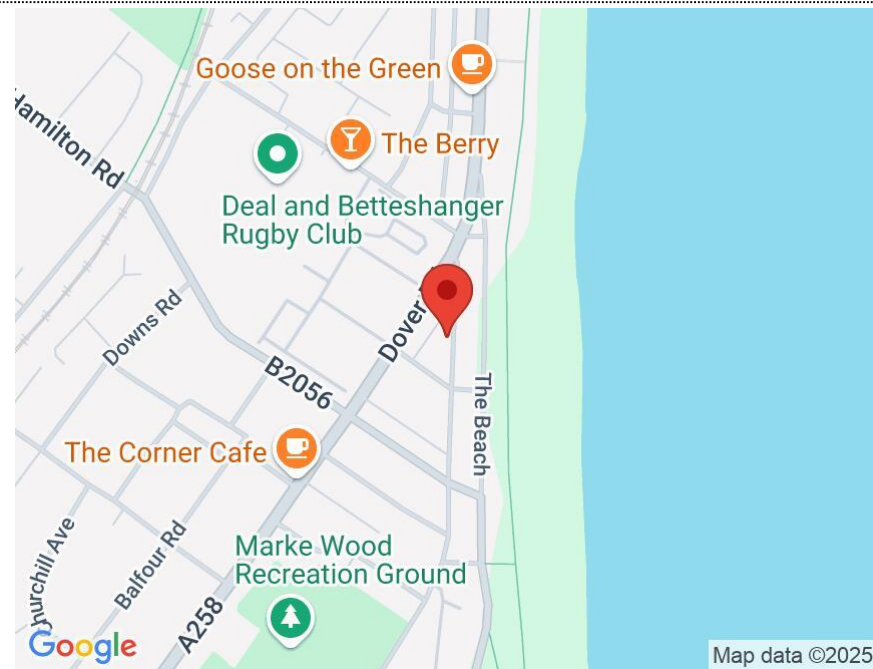 Goose on the Green
Hamilton Rd
The Berry
Deal and Betteshanger
Rugby Club
Dover
Downs Rd
B2056
The Beach
The Corner Cafe
Churchill Ave
Balfour Rd
Marke Wood
Recreation Ground
A258
Google
Map data ©2025